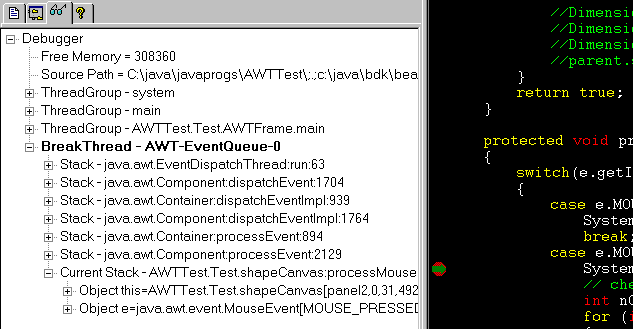 Debugger
Free Memory = 308360
Source Path = C:\java\javaprogs\AWTTest\;.;c:\java\bdk\bea
ThreadGroup - system
ThreadGroup - main
ThreadGroup - AWTTest.Test.AWTFrame.main
BreakThread - AWT-EventQueue-0
Stack - java.awt.EventDispatchThread:run:63
Stack - java.awt.Component:dispatchEvent:1704
Stack - java.awt.Container:dispatchEventImpl:939
Stack - java.awt.Component:dispatchEventImpl:1764
Stack - java.awt.Container:processEvent:894
Stack - java.awt.Component:processEvent:2129
Current Stack - AWTTest.Test.shapeCanvas:processMouse
Object this=AWTTest.Test.shapeCanvas[panel2,0,31,492
Object e=java.awt.event.MouseEvent[MOUSE_PRESSED
//Dimensio
//Dimensio
//Dimensio
//parent.s
}
return true;
}
protected void pr
{
switch(e.getI
{
case e.MOU
System
break;
case e.MOU
System
// che
int nC
for (i